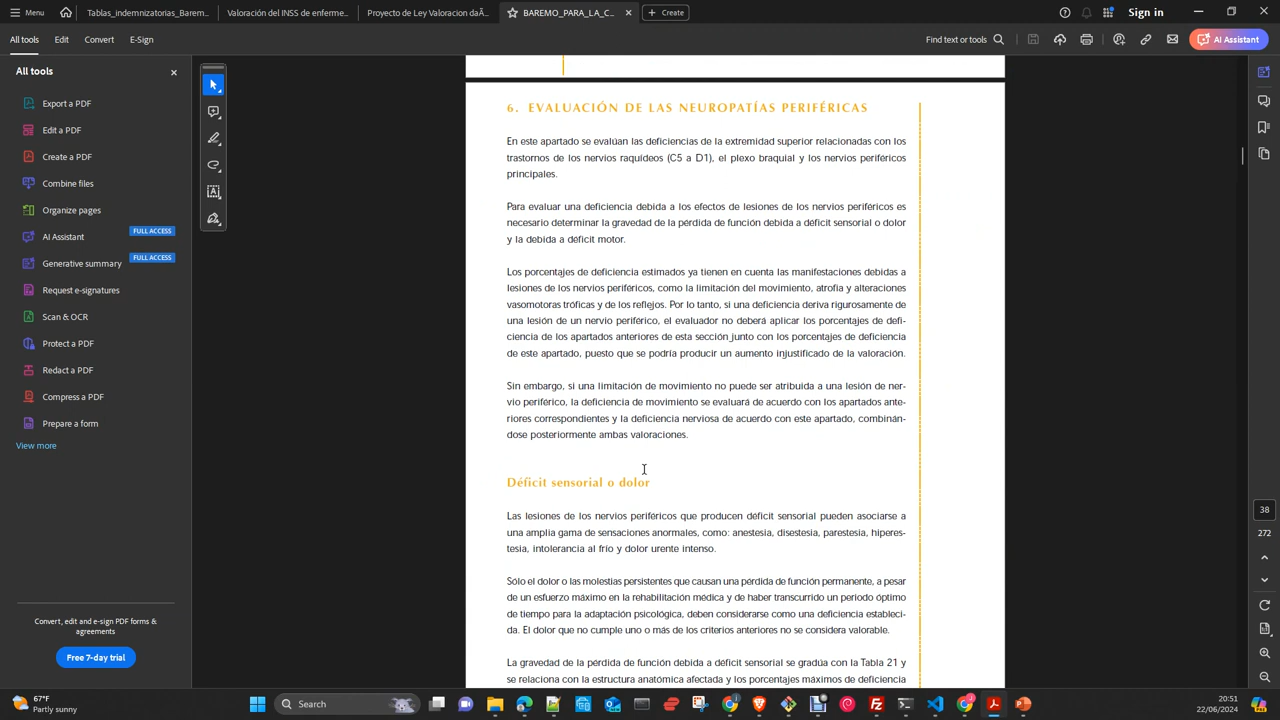 Menu
Tables_indemnizatorias_Barem...
Valoración del INSS de enferme...
Proyecto de Ley Valoracion daÃ...
BAREMO_PARA_LA_C...
Create
Sign in
All tools
Edit
Convert
E-Sign
Find text or tools
AI Assistant
All tools
Export a PDF
Edit a PDF
Create a PDF
Combine files
Organize pages
AI Assistant
FULL ACCESS
Generative summary
FULL ACCESS
Request e-signatures
Scan & OCR
Protect a PDF
Redact a PDF
Compress a PDF
Prepare a form
View more
Convert, edit and e-sign PDF forms &
agreements
Free 7-day trial
6. EVALUACIÓN DE LAS NEUROPATÍAS PERIFÉRICAS
En este apartado se evalúan las deficiencias de la extremidad superior relacionadas con los
trastornos de los nervios raquídeos (C5 a D1), el plexo braquial y los nervios periféricos
principales.
Para evaluar una deficiencia debida a los efectos de lesiones de los nervios periféricos es
necesario determinar la gravedad de la pérdida de función debida a déficit sensorial o dolor
y la debida a déficit motor.
Los porcentajes de deficiencia estimados ya tienen en cuenta las manifestaciones debidas a
lesiones de los nervios periféricos, como la limitación del movimiento, atrofia y alteraciones
vasomotoras tróficas y de los reflejos. Por lo tanto, si una deficiencia deriva rigurosamente de
una lesión de un nervio periférico, el evaluador no deberá aplicar los porcentajes de defi-
ciencia de los apartados anteriores de esta sección junto con los porcentajes de deficiencia
de este apartado, puesto que se podría producir un aumento injustificado de la valoración.
Sin embargo, si una limitación de movimiento no puede ser atribuida a una lesión de ner-
vio periférico, la deficiencia de movimiento se evaluará de acuerdo con los apartados ante-
riores correspondientes y la deficiencia nerviosa de acuerdo con este apartado, combinán-
dose posteriormente ambas valoraciones.
Déficit sensorial o dolor
Las lesiones de los nervios periféricos que producen déficit sensorial pueden asociarse a
una amplia gama de sensaciones anormales, como: anestesia, disestesia, parestesia, hiperes-
tesia, intolerancia al frío y dolor urente intenso.
Sólo el dolor o las molestias persistentes que causan una pérdida de función permanente, a pesar
de un esfuerzo máximo en la rehabilitación médica y de haber transcurrido un periodo óptimo
de tiempo para la adaptación psicológica, deben considerarse como una deficiencia estableci-
da. El dolor que no cumple uno o más de los criterios anteriores no se considera valorable.
La gravedad de la pérdida de función debida a déficit sensorial se gradúa con la Tabla 21 y
se relaciona con la estructura anatómica afectada y los porcentajes máximos de deficiencia
38
272
67°F
Partly sunny
Search
20:51
22/06/2024